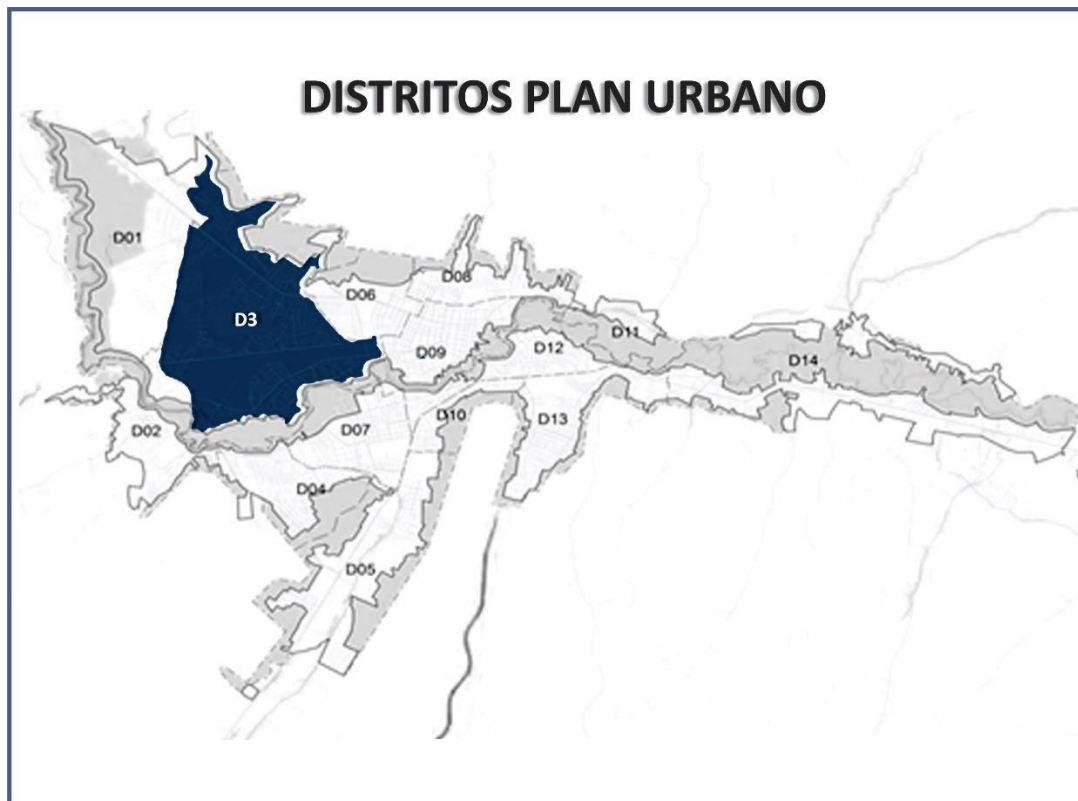 DISTRITOS PLAN URBANO
D01
D3
D06
D08
D11
D09
D12
D14
D02
D07
D10
D13
D04
D05